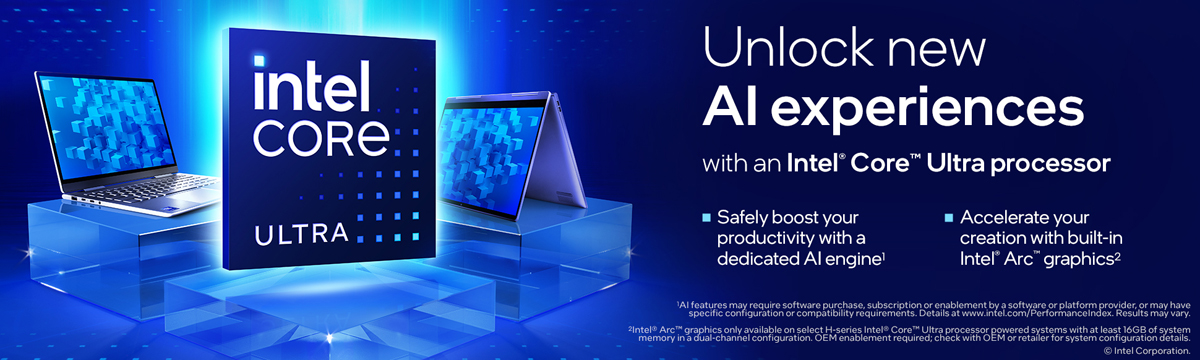 intel
CORE
ULTRA
Unlock new
AI experiences
with an Intel® Core™ Ultra processor
Safely boost your
productivity with a
dedicated AI engine¹
Accelerate your
creation with built-in
Intel® Arc™ graphics²
¹AI features may require software purchase, subscription or enablement by a software or platform provider, or may have
specific configuration or compatibility requirements. Details at www.intel.com/PerformanceIndex. Results may vary.
²Intel® Arc™ graphics only available on select H-series Intel® Core™ Ultra processor powered systems with at least 16GB of system
memory in a dual-channel configuration. OEM enablement required; check with OEM or retailer for system configuration details.
© Intel Corporation.